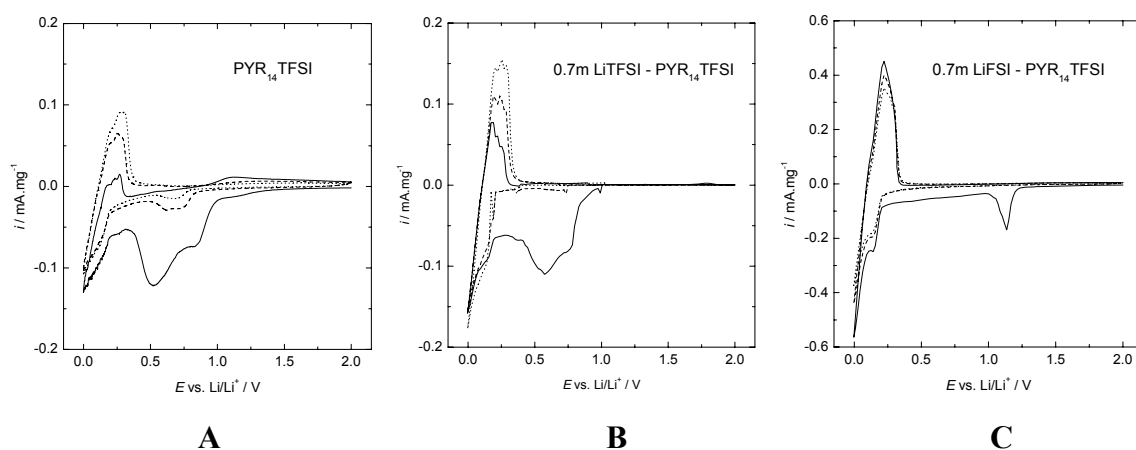 0.2
0.1
0.0
-0.1
-0.2
i / mA.mg⁻¹
PYR₁₄TFSI
0.0 0.5 1.0 1.5 2.0
E vs. Li/Li⁺ / V
A
0.2
0.1
0.0
-0.1
-0.2
i / mA.mg⁻¹
0.7m LiTFSI - PYR₁₄TFSI
0.0 0.5 1.0 1.5 2.0
E vs. Li/Li⁺ / V
B
0.6
0.4
0.2
0.0
-0.2
-0.4
-0.6
i / mA.mg⁻¹
0.7m LiFSI - PYR₁₄TFSI
0.0 0.5 1.0 1.5 2.0
E vs. Li/Li⁺ / V
C